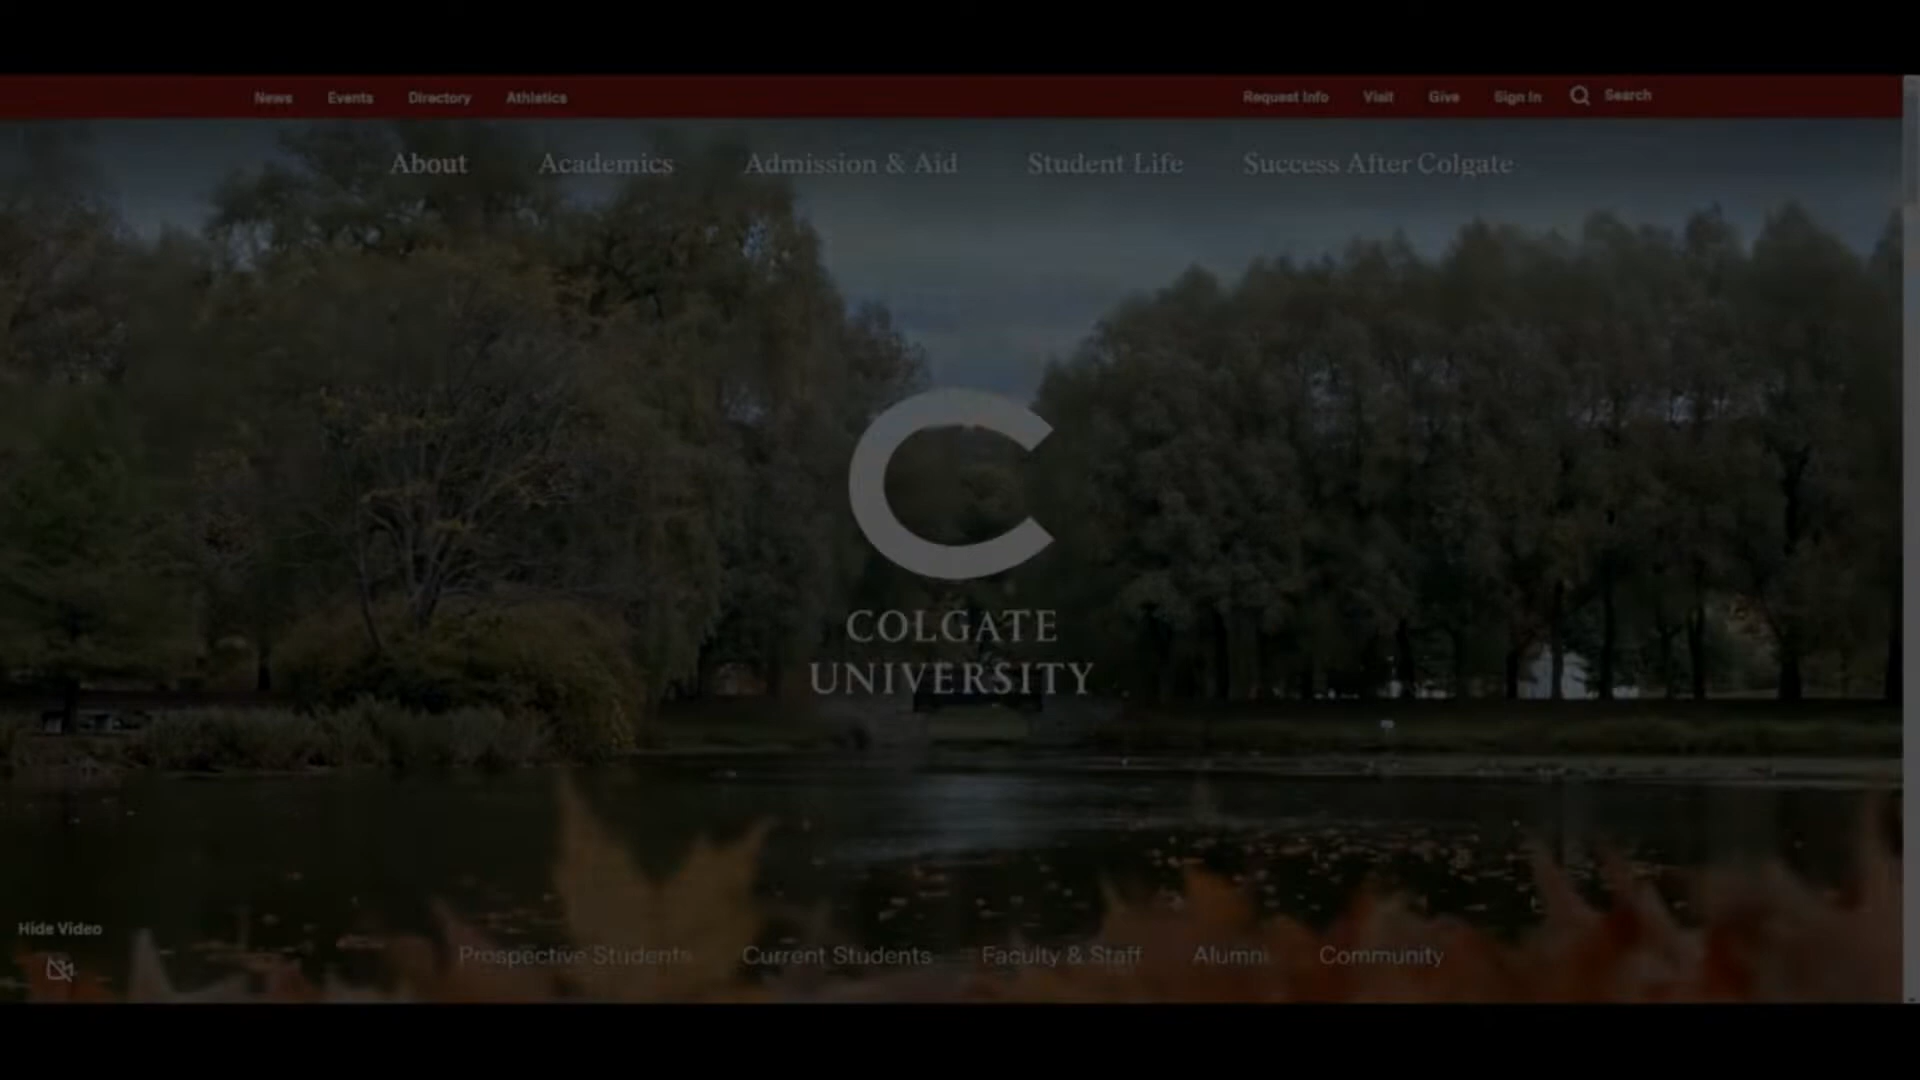 News Events Directory Athletics Request Info Visit Give Sign In Search
About Academics Admission & Aid Student Life Success After Colgate
COLGATE
UNIVERSITY
Hide Video
Prospective Students Current Students Faculty & Staff Alumni Community